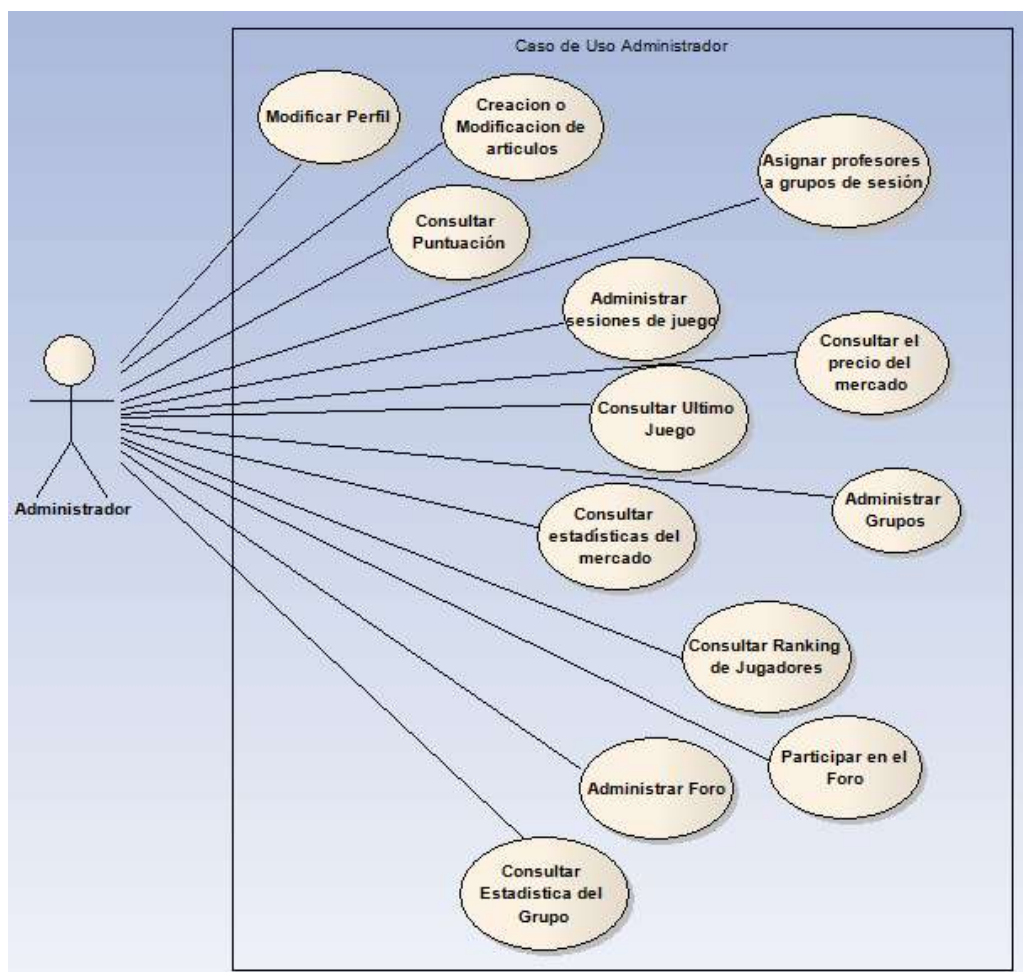 Caso de Uso Administrador
Modificar Perfil
Creacion o
Modificacion de
articulos
Asignar profesores
a grupos de sesión
Consultar
Puntuación
Administrar
sesiones de juego
Consultar el
precio del
mercado
Consultar Ultimo
Juego
Administrador
Administrar
Grupos
Consultar
estadísticas del
mercado
Consultar Ranking
de Jugadores
Participar en el
Foro
Administrar Foro
Consultar
Estadistica del
Grupo